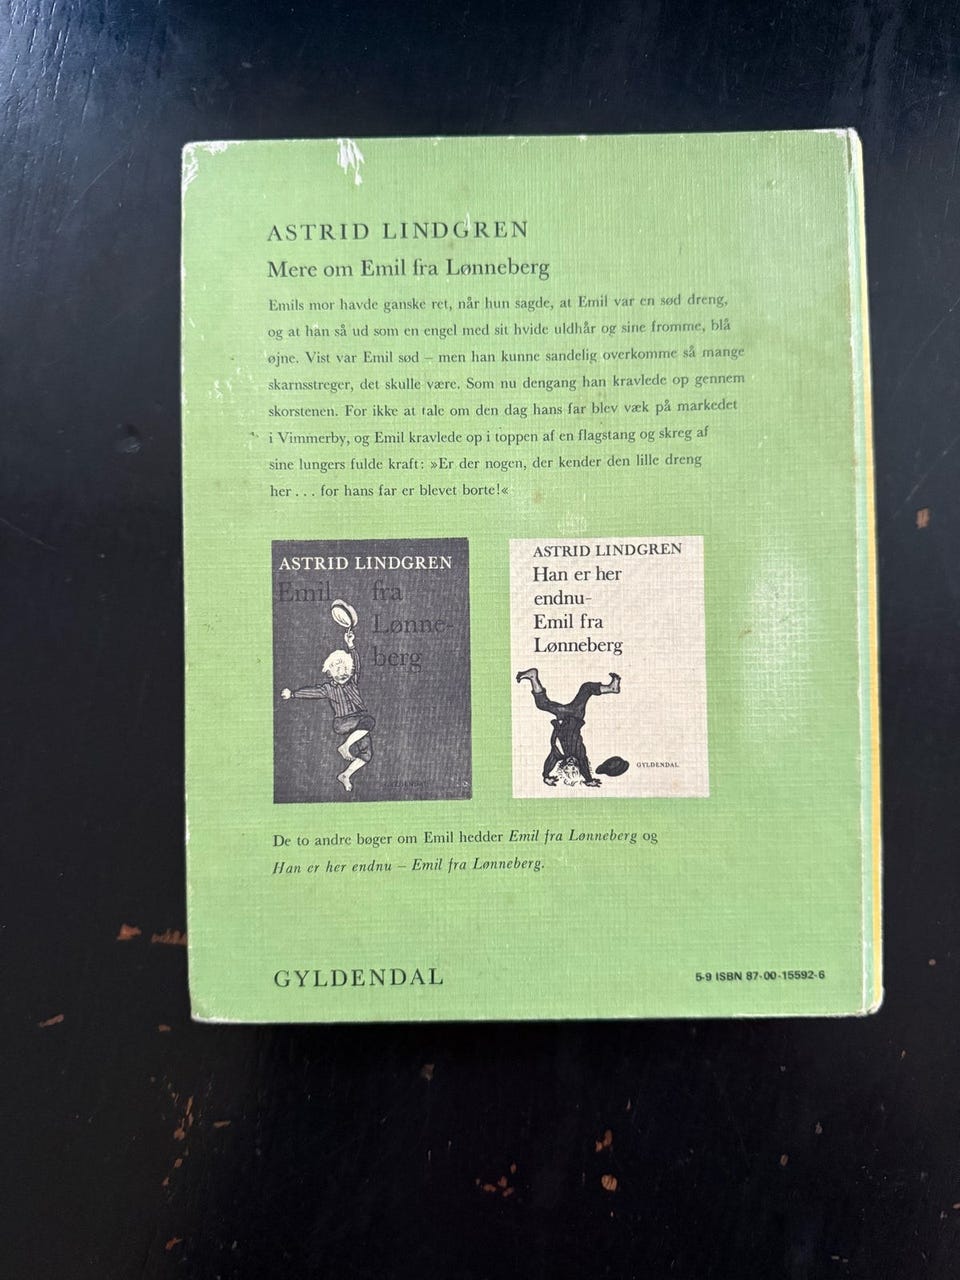 ASTRID LINDGREN
Mere om Emil fra Lønneberg
Emils mor havde ganske ret, når hun sagde, at Emil var en sød dreng,
og at han så ud som en engel med sit hvide uldhår og sine fromme, blå
øjne. Vist var Emil sød – men han kunne sandelig overkomme så mange
skarnsstreger, det skulle være. Som nu dengang han kravlede op gennem
skorstenen. For ikke at tale om den dag hans far blev væk på markedet
i Vimmerby, og Emil kravlede op i toppen af en flagstang og skreg af
sine lungers fulde kraft: »Er der nogen, der kender den lille dreng
her . . . for hans far er blevet borte!«
ASTRID LINDGREN
Emil fra
Lønne-
berg
GYLDENDAL
ASTRID LINDGREN
Han er her
endnu-
Emil fra
Lønneberg
GYLDENDAL
De to andre bøger om Emil hedder Emil fra Lønneberg og
Han er her endnu – Emil fra Lønneberg.
GYLDENDAL
5-9 ISBN 87-00-15592-6